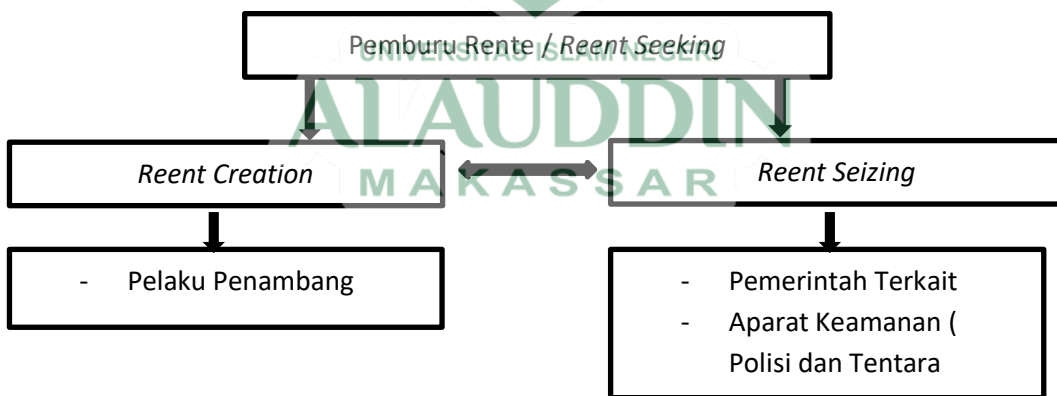 Pemburu Rente / Reent Seeking
UNIVERSITAS ISLAM NEGERI
ALAUDDIN
Reent Creation
Reent Seizing
MAKASSAR
- Pelaku Penambang
- Pemerintah Terkait
- Aparat Keamanan (
Polisi dan Tentara